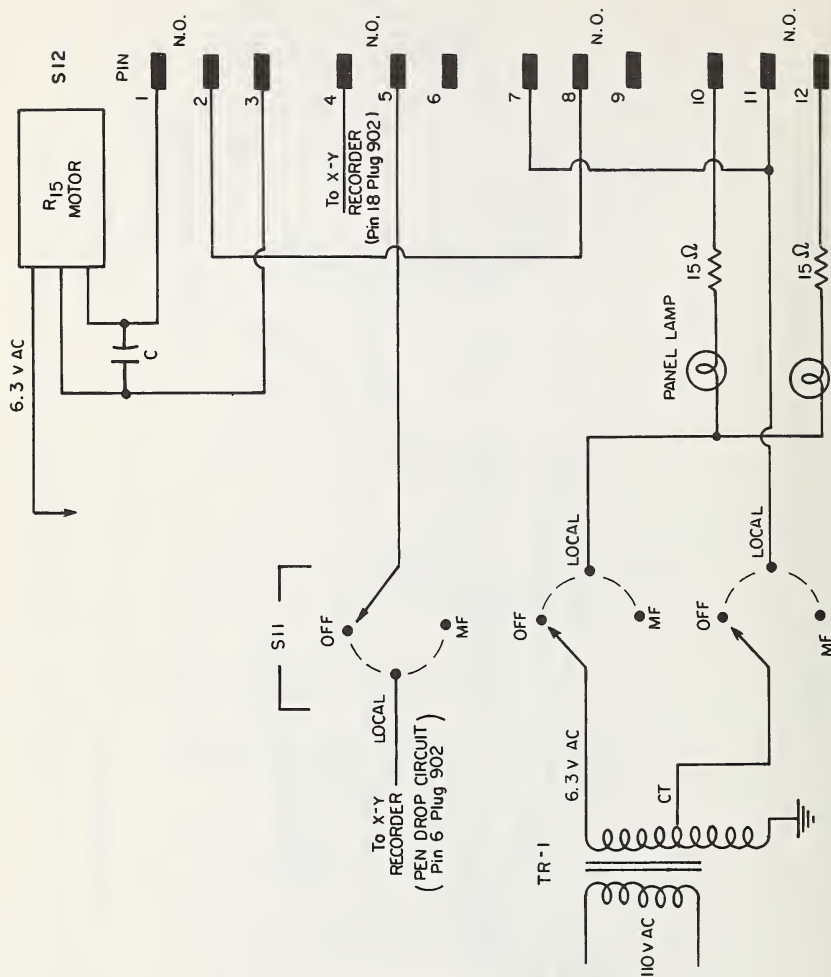 S12
R15
MOTOR
6.3 V AC
C
PIN
N.O.
1
2
3
N.O.
4
5
6
To X-Y
RECORDER
(Pin 18 Plug 902)
S11
OFF
LOCAL
MF
To X-Y
RECORDER
(PEN DROP CIRCUIT)
Pin 6 Plug 902
N.O.
7
8
9
N.O.
10
11
12
15Ω
15Ω
PANEL LAMP
OFF
LOCAL
MF
OFF
LOCAL
MF
6.3 V AC
CT
TR-1
110 V AC